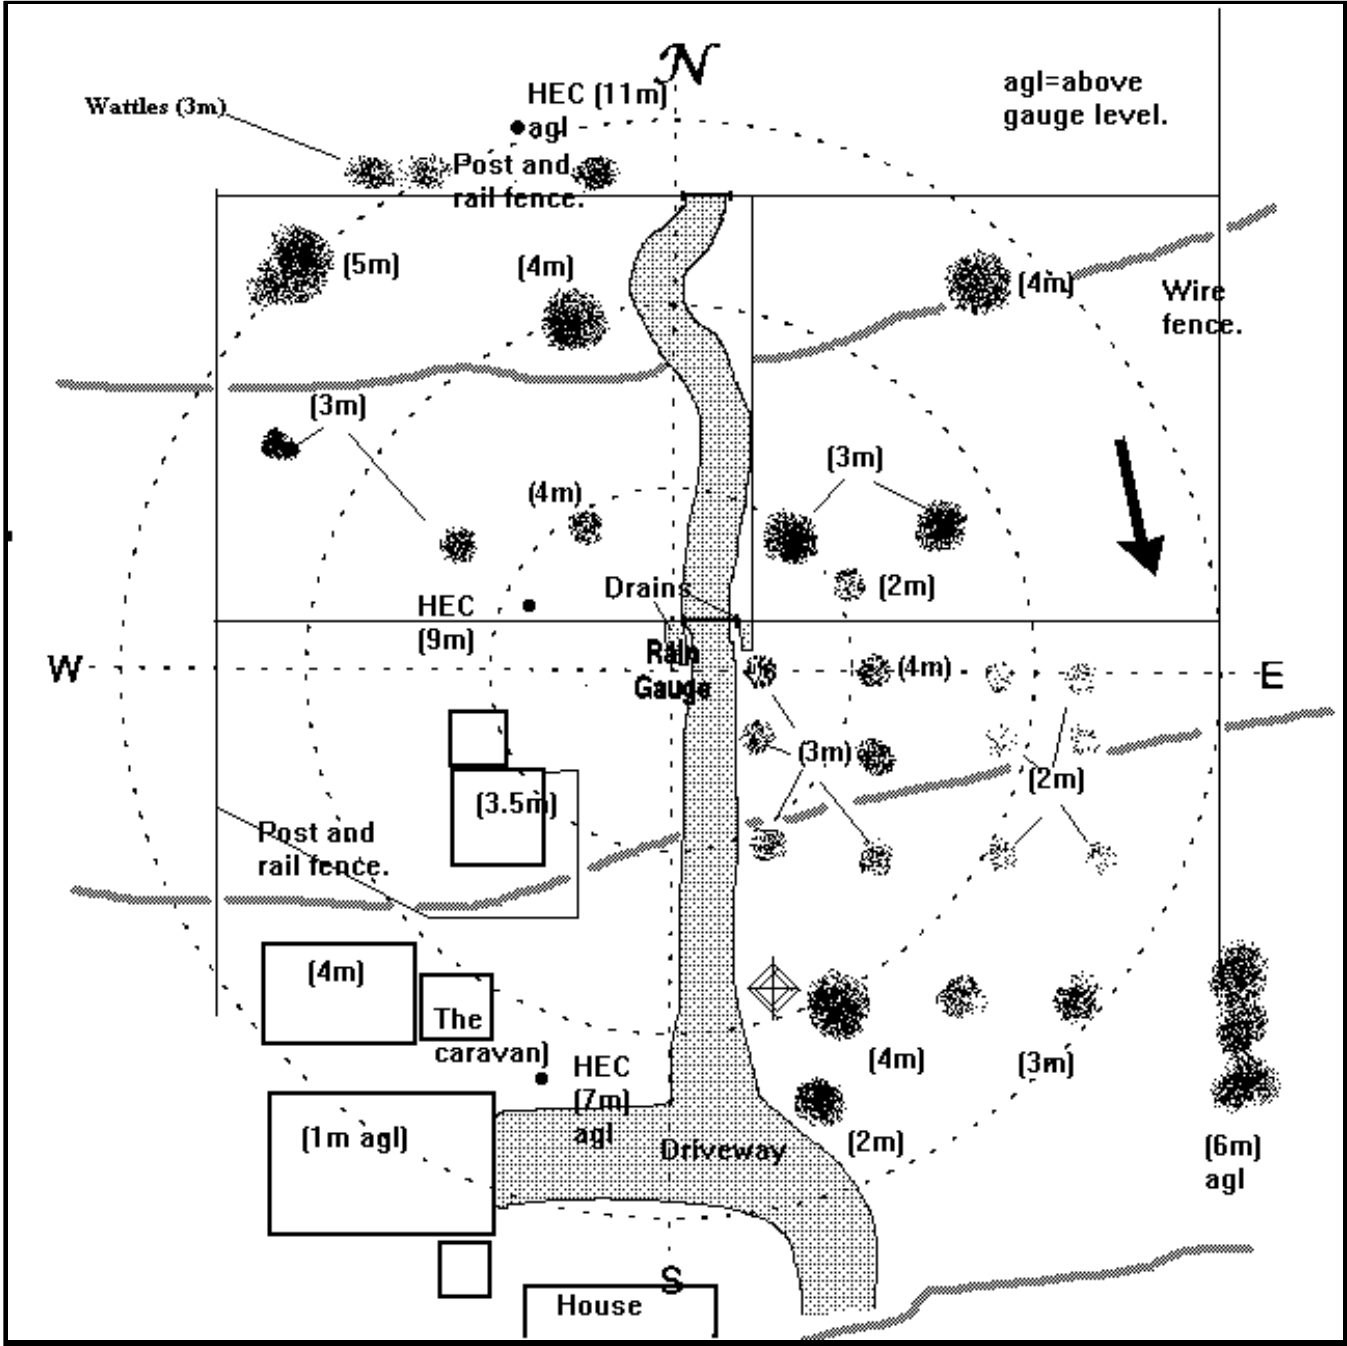 N
HEC (11m)
agl
agl=above
gauge level.
Wattles (3m)
Post and
rail fence.
(5m)
(4m)
(4m)
Wire
fence.
(3m)
(4m)
(3m)
Drains
(2m)
HEC
(9m)
Rain
Gauge
W
(4m)
E
(3m)
(2m)
(3.5m)
Post and
rail fence.
(4m)
The
caravan)
HEC
(7m)
agl
(4m)
(3m)
(1m agl)
Driveway
(2m)
(6m)
agl
S
House